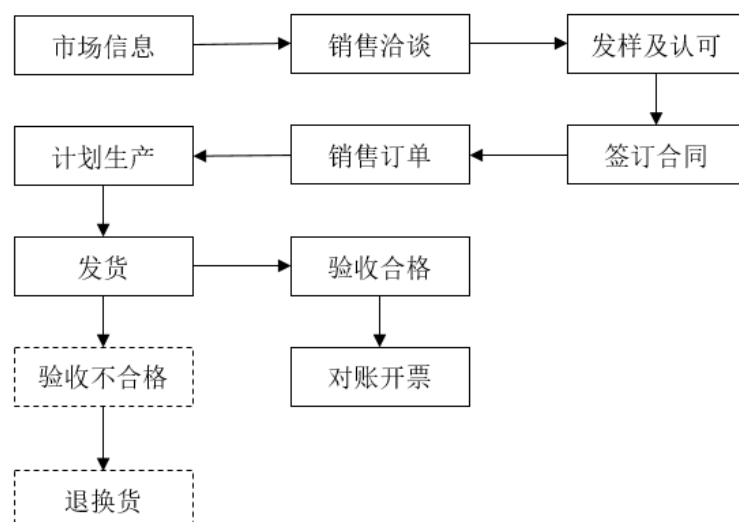 市场信息
销售洽谈
发样及认可
签订合同
销售订单
计划生产
发货
验收合格
验收不合格
对账开票
退换货